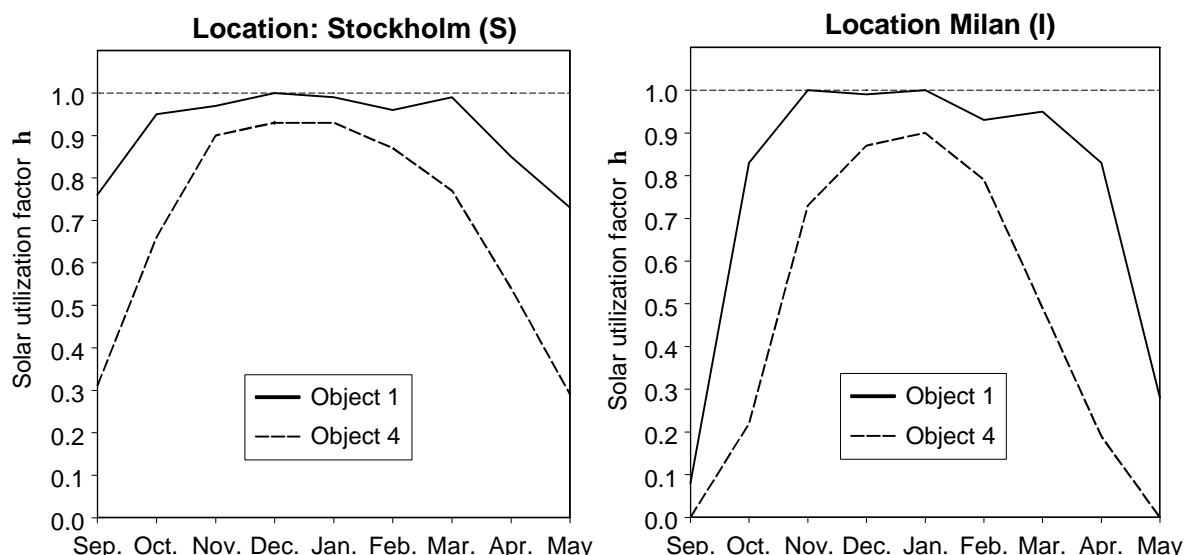 Location: Stockholm (S)
Solar utilization factor h
1.0
0.9
0.8
0.7
0.6
0.5
0.4
0.3
0.2
0.1
0.0
Object 1
Object 4
Sep. Oct. Nov. Dec. Jan. Feb. Mar. Apr. May
Location Milan (I)
Solar utilization factor h
1.0
0.9
0.8
0.7
0.6
0.5
0.4
0.3
0.2
0.1
0.0
Object 1
Object 4
Sep. Oct. Nov. Dec. Jan. Feb. Mar. Apr. May